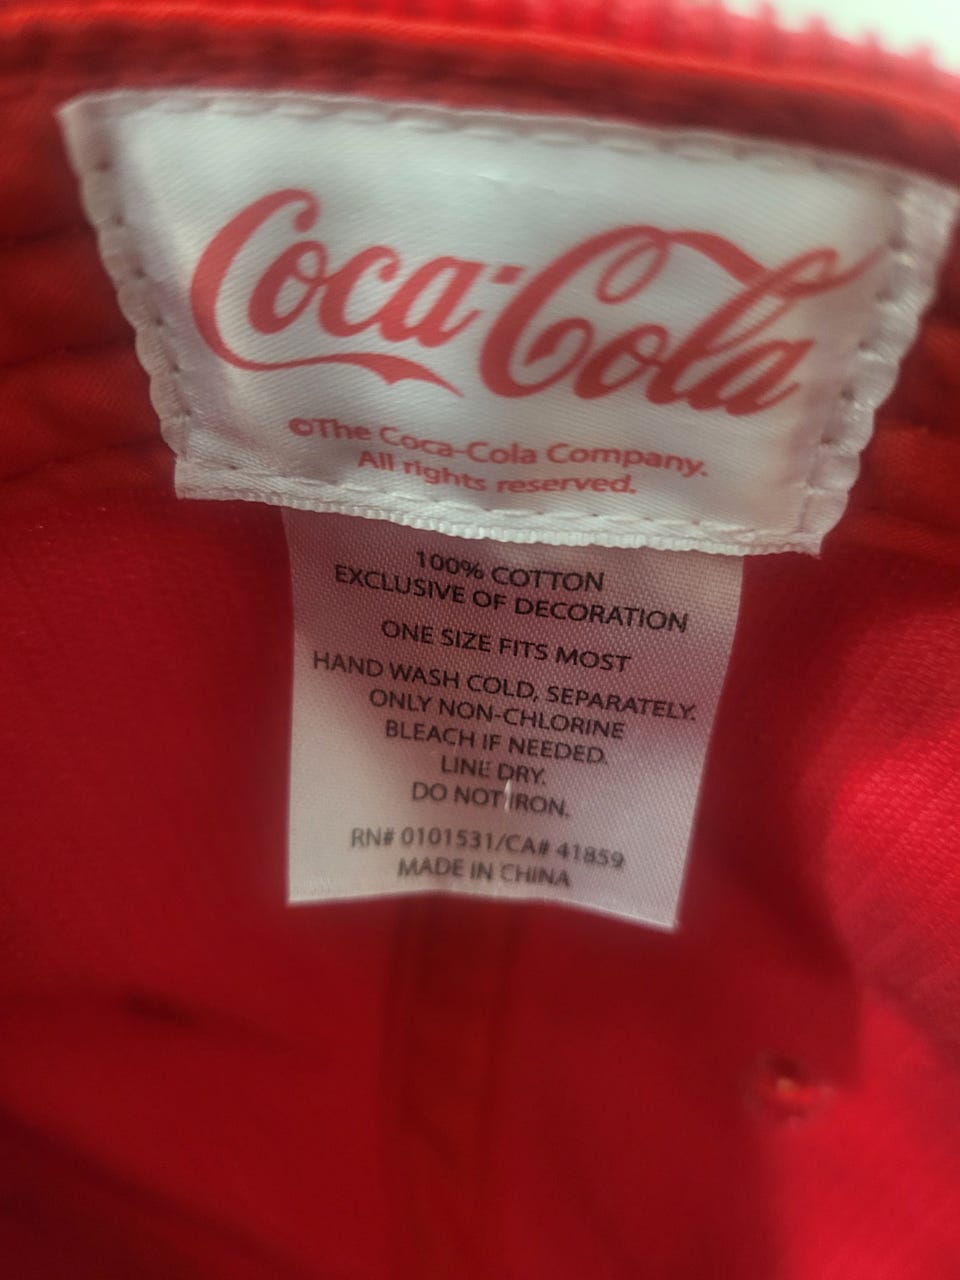 Coca-Cola
©The Coca-Cola Company.
All rights reserved.
100% COTTON
EXCLUSIVE OF DECORATION
ONE SIZE FITS MOST
HAND WASH COLD, SEPARATELY.
ONLY NON-CHLORINE
BLEACH IF NEEDED.
LINE DRY.
DO NOT IRON.
RN# 0101531/CA# 41859
MADE IN CHINA